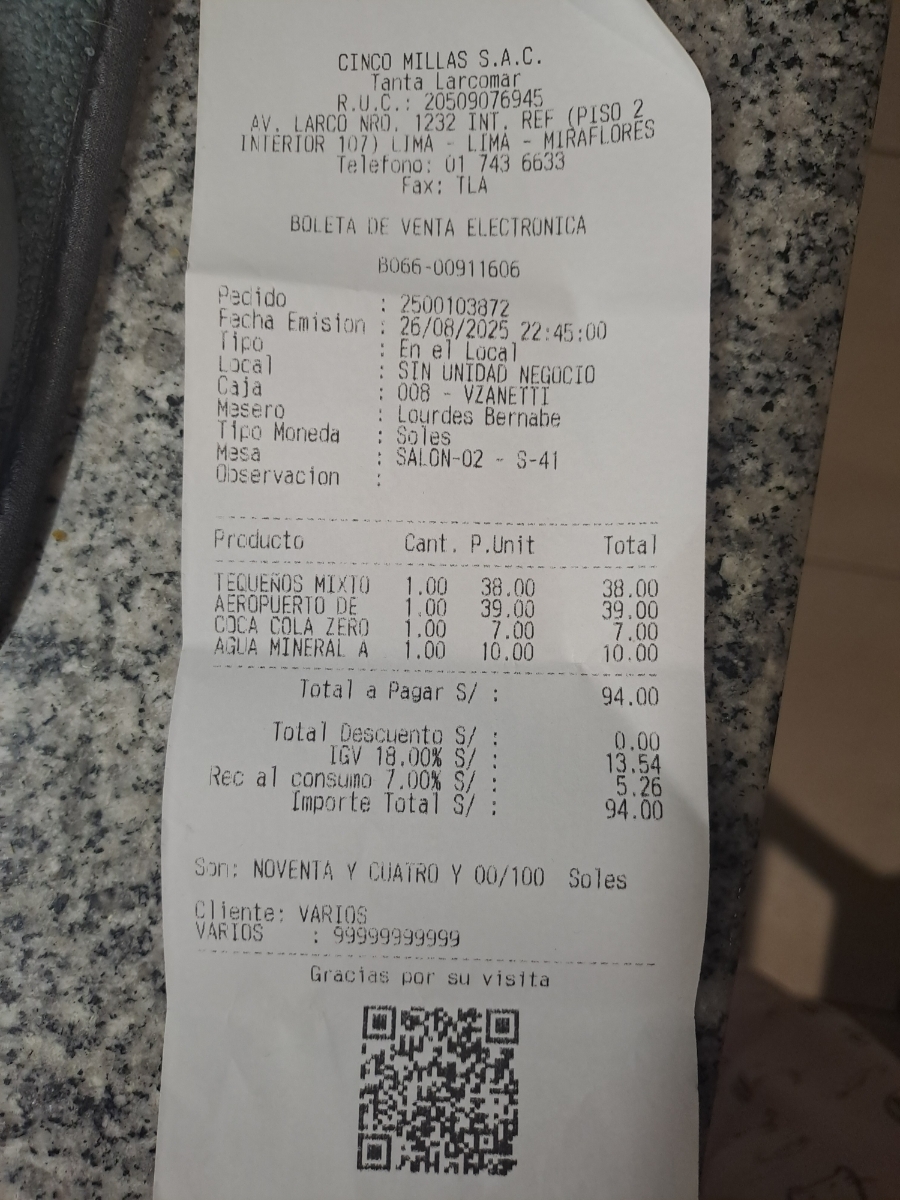 CINCO MILLAS S.A.C.
Tanta Larcomar
R.U.C.: 20509076945
AV. LARCO NRO. 1232 INT. REF (PISO 2
INTERIOR 107) LIMA - LIMA - MIRAFLORES
Telefono: 01 743 6633
Fax: TLA
BOLETA DE VENTA ELECTRONICA
B066-00911606
Pedido : 2500103872
Fecha Emision : 26/08/2025 22:45:00
Tipo : En el Local
Local : SIN UNIDAD NEGOCIO
Caja : 008 - VZANETTI
Mesero : Lourdes Bernabe
Tipo Moneda : Soles
Mesa : SALON-02 - S-41
Observacion :
Producto Cant. P.Unit Total
TEQUEÑOS MIXTO 1.00 38.00 38.00
AEROPUERTO DE 1.00 39.00 39.00
COCA COLA ZERO 1.00 7.00 7.00
AGUA MINERAL A 1.00 10.00 10.00
Total a Pagar S/ : 94.00
Total Descuento S/ : 0.00
IGV 18.00% S/ : 13.54
Rec al consumo 7.00% S/ : 5.26
Importe Total S/ : 94.00
Son: NOVENTA Y CUATRO Y 00/100 Soles
Cliente: VARIOS
VARIOS : 99999999999
Gracias por su visita